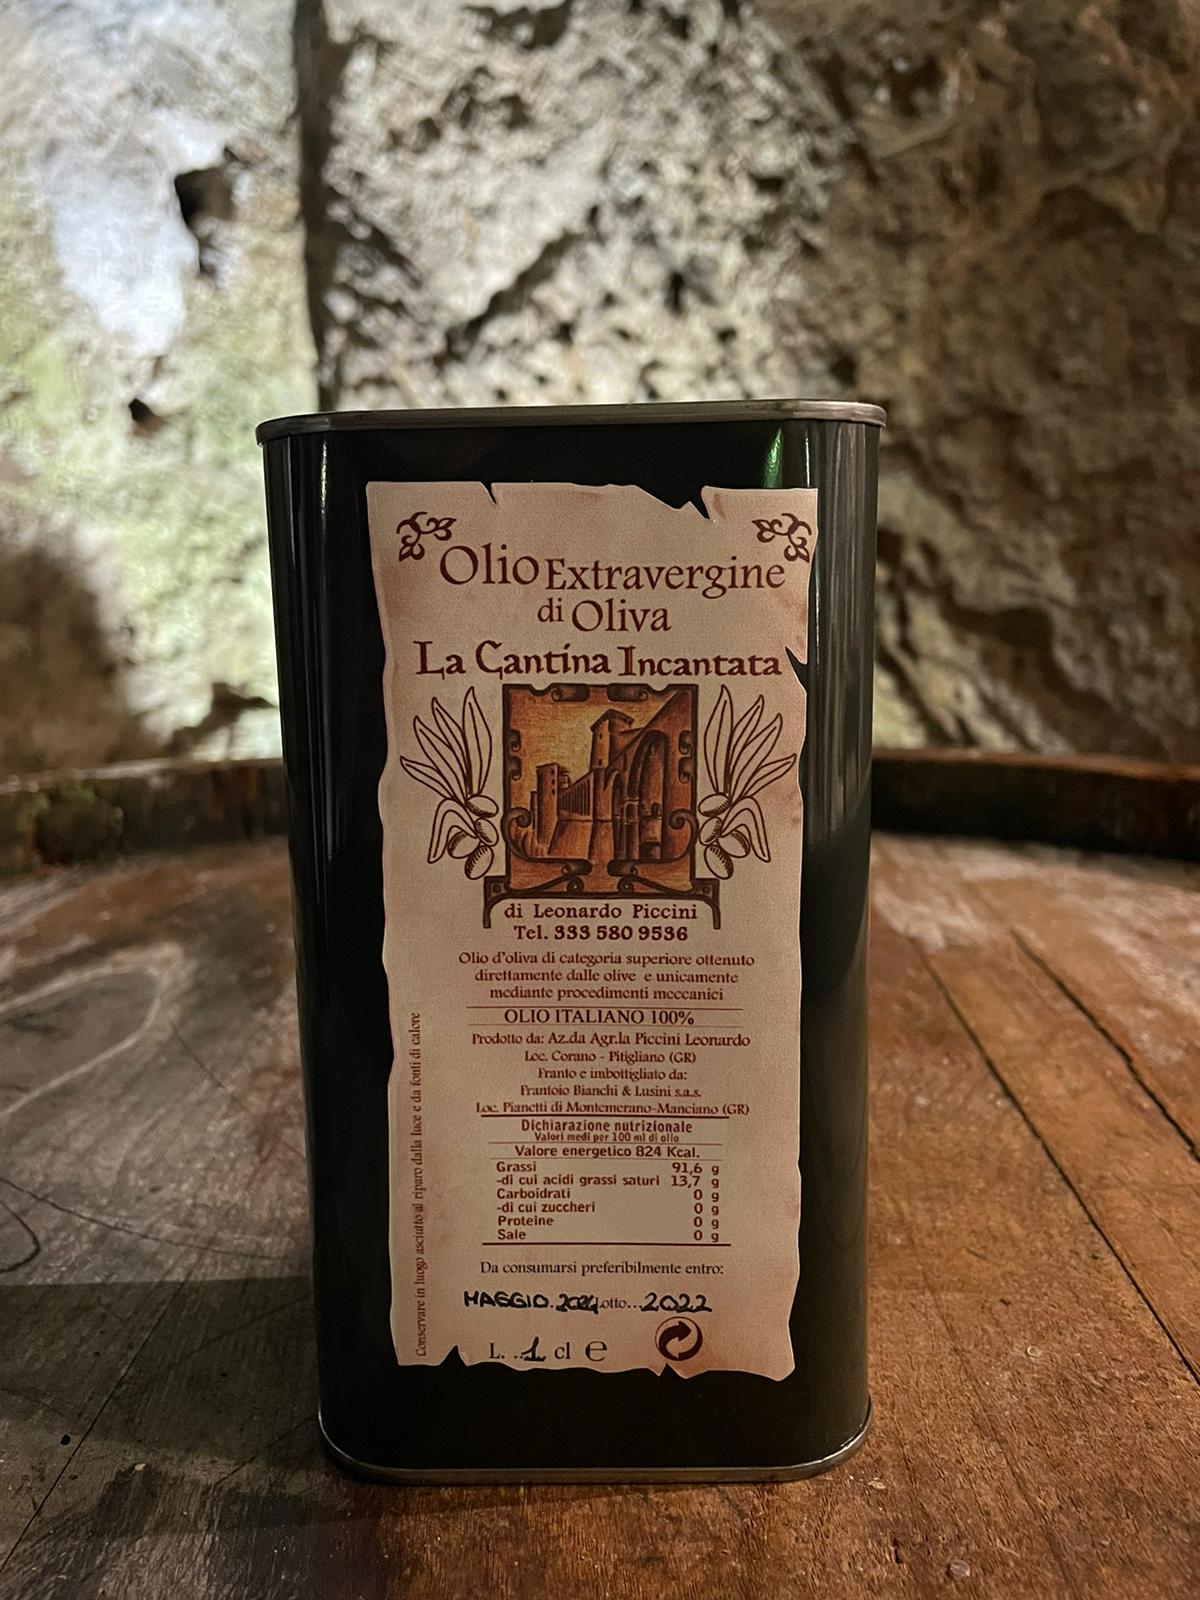 Olio Extravergine
di Oliva
La Cantina Incantata
di Leonardo Piccini
Tel. 333 580 9536
Olio d'oliva di categoria superiore ottenuto
direttamente dalle olive e unicamente
mediante procedimenti meccanici
OLIO ITALIANO 100%
Prodotto da: Az.da Agr.la Piccini Leonardo
Loc. Corano - Pitigliano (GR)
Franto e imbottigliato da:
Frantoio Bianchi & Lusini s.a.s.
Loc. Pianetti di Montemerano-Manciano (GR)
Dichiarazione nutrizionale
Valori medi per 100 ml di olio
Valore energetico 824 Kcal.
Grassi 91,6 g
-di cui acidi grassi saturi 13,7 g
Carboidrati 0 g
-di cui zuccheri 0 g
Proteine 0 g
Sale 0 g
Da consumarsi preferibilmente entro:
MAGGIO.2024 Lotto...2022
L. ..1 cl e
Conservare in luogo asciutto al riparo dalla luce e da fonti di calore